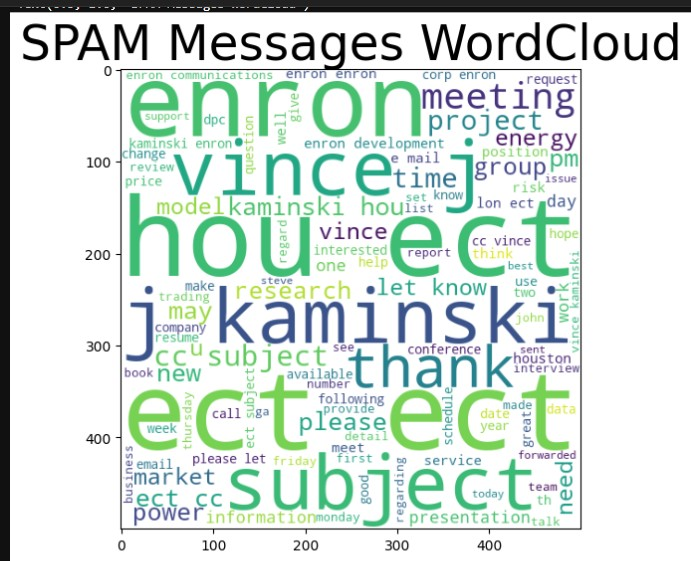 SPAM Messages WordCloud
0
enron communications enron enron corp enron request
enron meeting
support dpc well give project
kaminski enron question enron development energy
change vince j e mail position pm
100
review time group issue
price set know risk
model kaminski hou list lon ect day
hou ect regard vince cc vince hope
200
interested report think
one help best
make steve let know use work vince kaminski
trading research two
j kaminski may john
company
resume
300
cc u subject see conference sent
thank houston
book new available interview
number
ect ect thursday ect subject following schedule made data
call ga provide date great
week please year
400
detail
business please let friday meet service forwarded
email first
market subject good regarding today team need
ect cc th
power information monday presentation talk
0 100 200 300 400